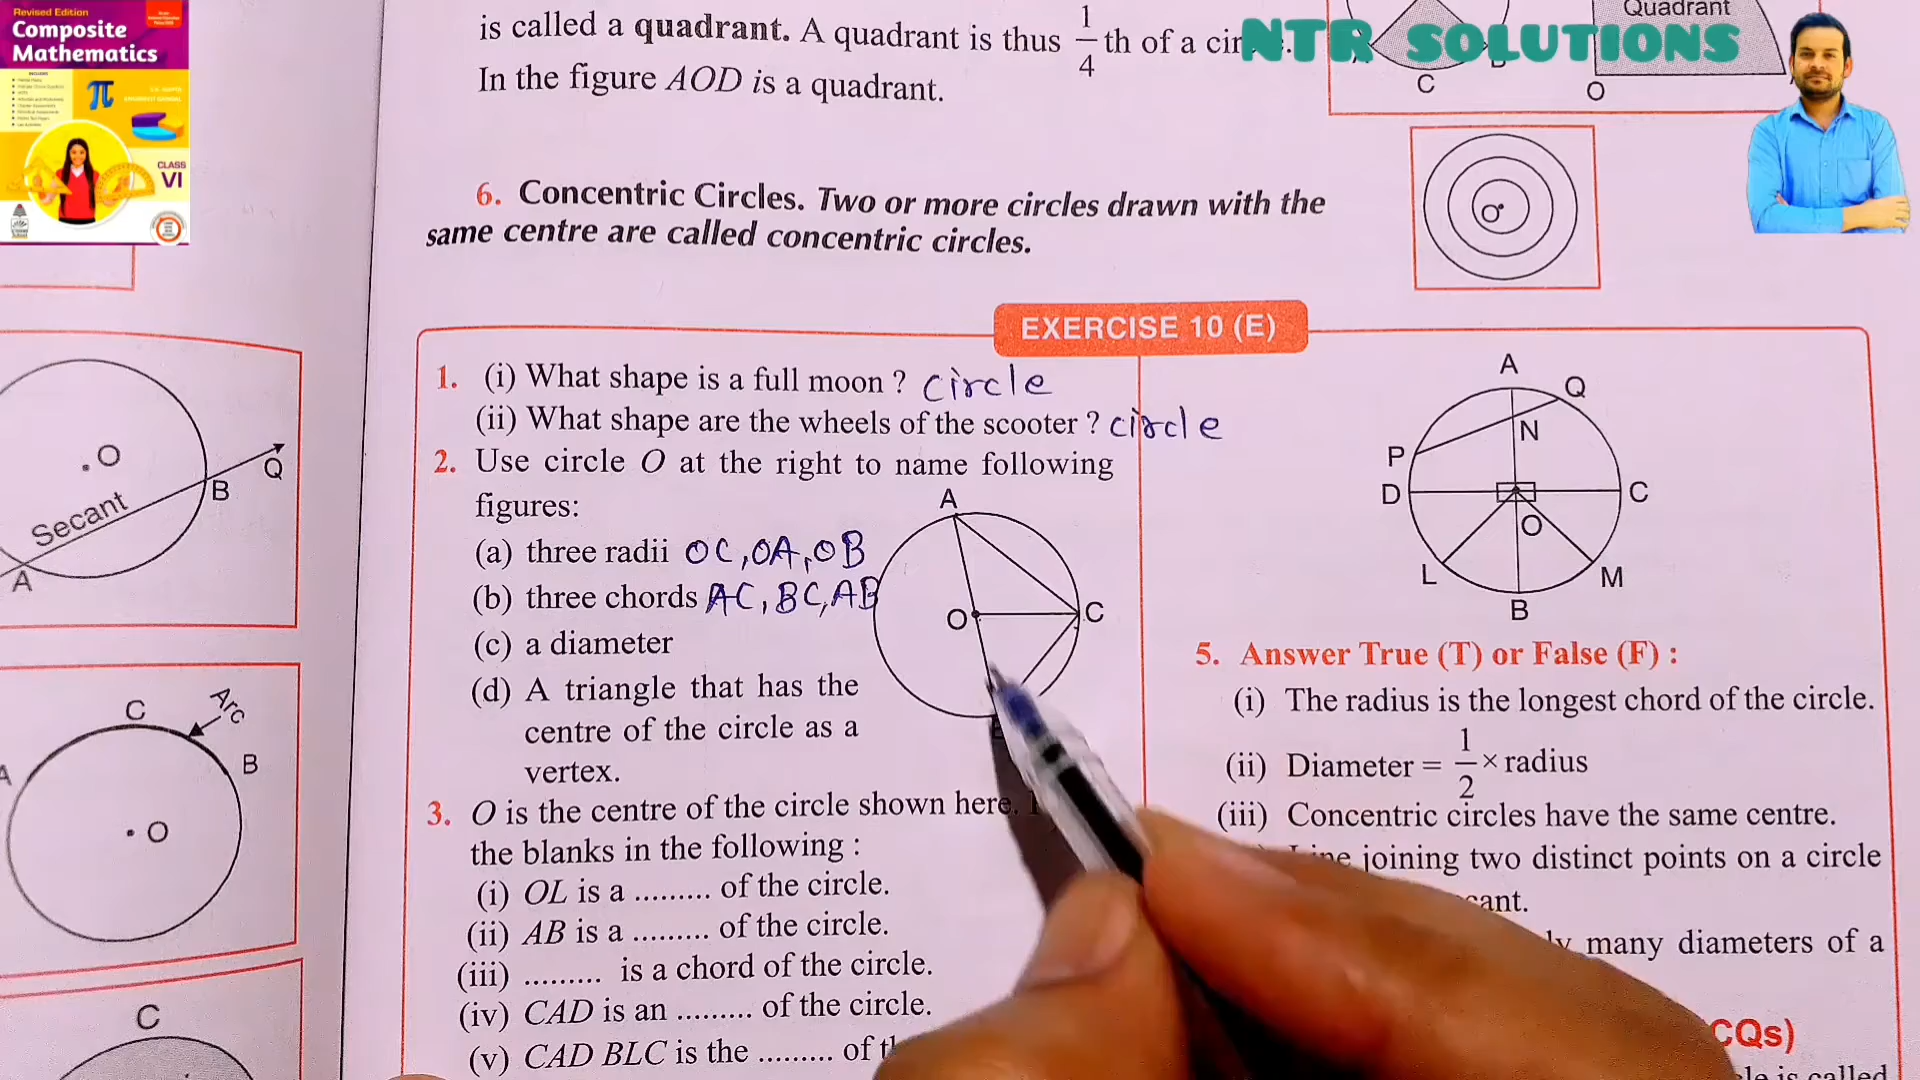 Revised Edition
Composite
Mathematics
CLASS
VI
NTR SOLUTIONS
is called a quadrant. A quadrant is thus 1/4 th of a
In the figure AOD is a quadrant.
C
Quadrant
O
6. Concentric Circles. Two or more circles drawn with the
same centre are called concentric circles.
O
EXERCISE 10 (E)
1. (i) What shape is a full moon ? circle
(ii) What shape are the wheels of the scooter ? circle
2. Use circle O at the right to name following
figures:
(a) three radii OC, OA, OB
(b) three chords AC, BC, AB
(c) a diameter
(d) A triangle that has the
centre of the circle as a
vertex.
A
O
C
3. O is the centre of the circle shown here.
the blanks in the following :
(i) OL is a ......... of the circle.
(ii) AB is a ......... of the circle.
(iii) ......... is a chord of the circle.
(iv) CAD is an ......... of the circle.
(v) CAD BLC is the ......... of
A
Q
N
P
D
C
O
L
M
B
5. Answer True (T) or False (F) :
(i) The radius is the longest chord of the circle.
(ii) Diameter = 1/2 × radius
(iii) Concentric circles have the same centre.
joining two distinct points on a circle
many diameters of a
is called
O
Q
B
Secant
A
C
Arc
B
A
O
C